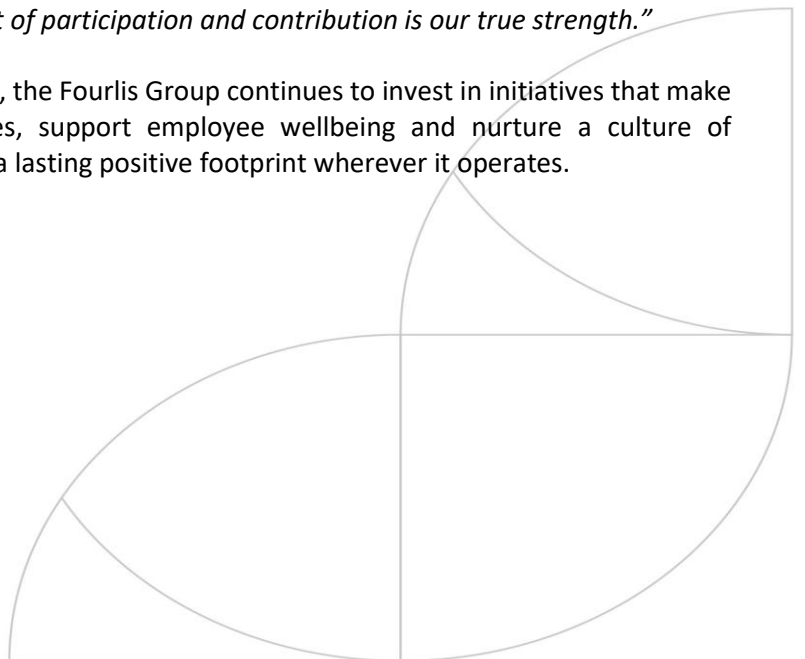 of participation and contribution is our true strength.”
, the Fourlis Group continues to invest in initiatives that make
support employee wellbeing and nurture a culture of
a lasting positive footprint wherever it operates.